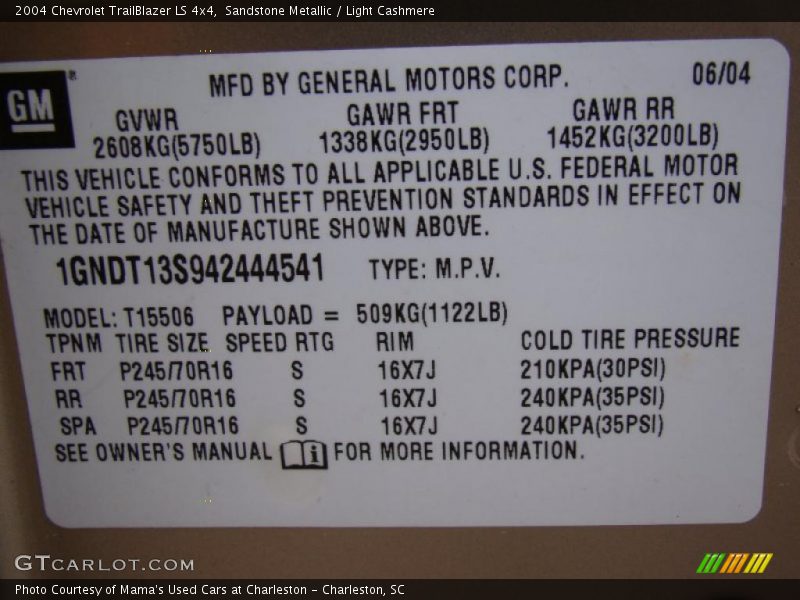 2004 Chevrolet TrailBlazer LS 4x4, Sandstone Metallic / Light Cashmere
GM ®
MFD BY GENERAL MOTORS CORP. 06/04
GVWR GAWR FRT GAWR RR
2608KG(5750LB) 1338KG(2950LB) 1452KG(3200LB)
THIS VEHICLE CONFORMS TO ALL APPLICABLE U.S. FEDERAL MOTOR
VEHICLE SAFETY AND THEFT PREVENTION STANDARDS IN EFFECT ON
THE DATE OF MANUFACTURE SHOWN ABOVE.
1GNDT13S942444541 TYPE: M.P.V.
MODEL: T15506 PAYLOAD = 509KG(1122LB)
TPNM TIRE SIZE SPEED RTG RIM COLD TIRE PRESSURE
FRT P245/70R16 S 16X7J 210KPA(30PSI)
RR P245/70R16 S 16X7J 240KPA(35PSI)
SPA P245/70R16 S 16X7J 240KPA(35PSI)
SEE OWNER'S MANUAL i FOR MORE INFORMATION.
GTCARLOT.COM
Photo Courtesy of Mama's Used Cars at Charleston - Charleston, SC